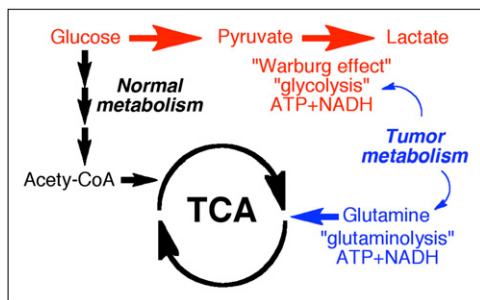 Glucose Pyruvate Lactate
Normal
metabolism
"Warburg effect"
"glycolysis"
ATP+NADH
Tumor
metabolism
Acety-CoA
TCA
Glutamine
"glutaminolysis"
ATP+NADH